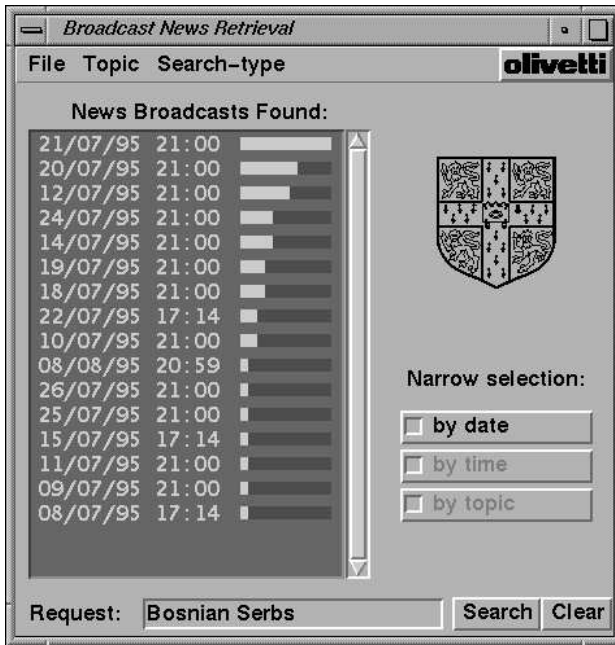 Broadcast News Retrieval
File Topic Search-type
olivetti
News Broadcasts Found:
21/07/95 21:00
20/07/95 21:00
12/07/95 21:00
24/07/95 21:00
14/07/95 21:00
19/07/95 21:00
18/07/95 21:00
22/07/95 17:14
10/07/95 21:00
08/08/95 20:59
26/07/95 21:00
25/07/95 21:00
15/07/95 17:14
11/07/95 21:00
09/07/95 21:00
08/07/95 17:14
Narrow selection:
by date
by time
by topic
Request: Bosnian Serbs Search Clear